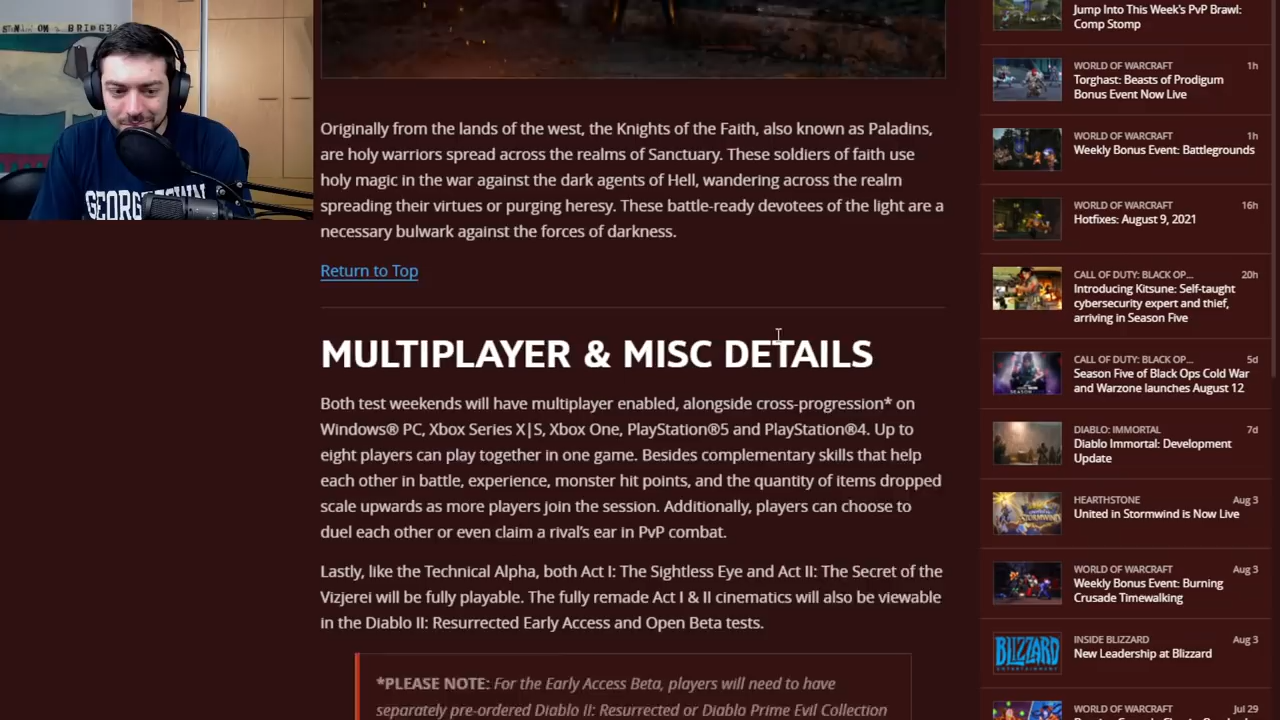 GEORGETOWN
Originally from the lands of the west, the Knights of the Faith, also known as Paladins,
are holy warriors spread across the realms of Sanctuary. These soldiers of faith use
holy magic in the war against the dark agents of Hell, wandering across the realm
spreading their virtues or purging heresy. These battle-ready devotees of the light are a
necessary bulwark against the forces of darkness.
Return to Top
MULTIPLAYER & MISC DETAILS
Both test weekends will have multiplayer enabled, alongside cross-progression* on
Windows® PC, Xbox Series X|S, Xbox One, PlayStation®5 and PlayStation®4. Up to
eight players can play together in one game. Besides complementary skills that help
each other in battle, experience, monster hit points, and the quantity of items dropped
scale upwards as more players join the session. Additionally, players can choose to
duel each other or even claim a rival's ear in PvP combat.
Lastly, like the Technical Alpha, both Act I: The Sightless Eye and Act II: The Secret of the
Vizjerei will be fully playable. The fully remade Act I & II cinematics will also be viewable
in the Diablo II: Resurrected Early Access and Open Beta tests.
*PLEASE NOTE: For the Early Access Beta, players will need to have
separately pre-ordered Diablo II: Resurrected or Diablo Prime Evil Collection
Jump Into This Week's PvP Brawl:
Comp Stomp
WORLD OF WARCRAFT 1h
Torghast: Beasts of Prodigum
Bonus Event Now Live
WORLD OF WARCRAFT 1h
Weekly Bonus Event: Battlegrounds
WORLD OF WARCRAFT 16h
Hotfixes: August 9, 2021
CALL OF DUTY: BLACK OP... 20h
Introducing Kitsune: Self-taught
cybersecurity expert and thief,
arriving in Season Five
CALL OF DUTY: BLACK OP... 5d
Season Five of Black Ops Cold War
and Warzone launches August 12
DIABLO: IMMORTAL 7d
Diablo Immortal: Development
Update
HEARTHSTONE Aug 3
United in Stormwind is Now Live
WORLD OF WARCRAFT Aug 3
Weekly Bonus Event: Burning
Crusade Timewalking
BLIZZARD
INSIDE BLIZZARD Aug 3
New Leadership at Blizzard
WORLD OF WARCRAFT Jul 29